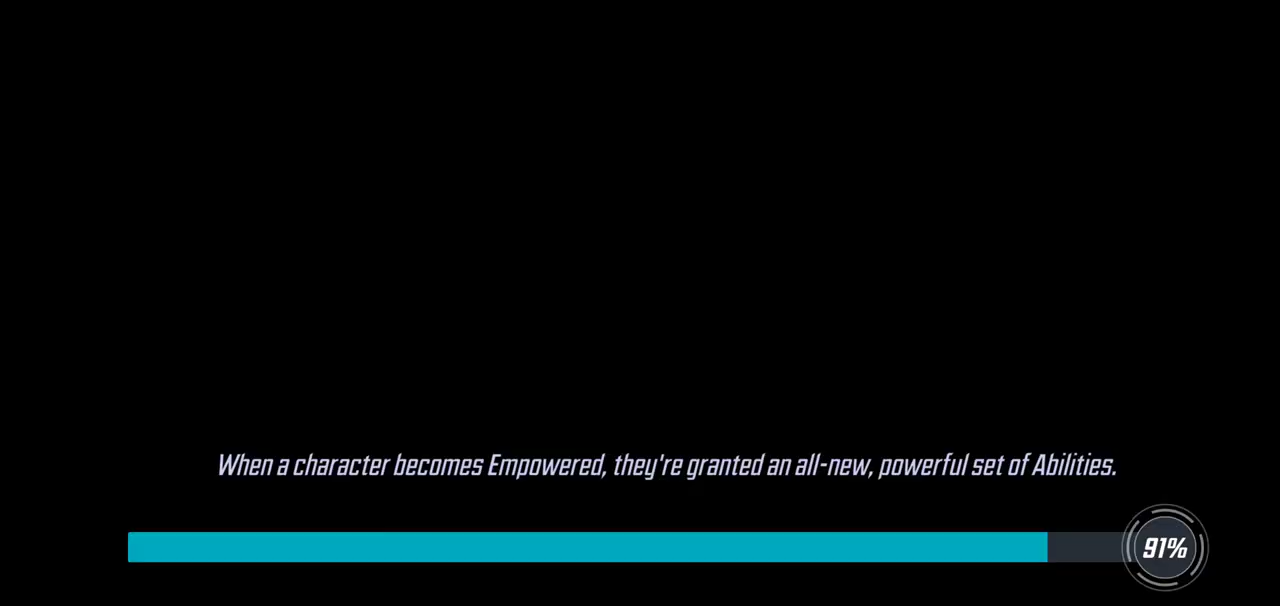 When a character becomes Empowered, they're granted an all-new, powerful set of Abilities.
91%